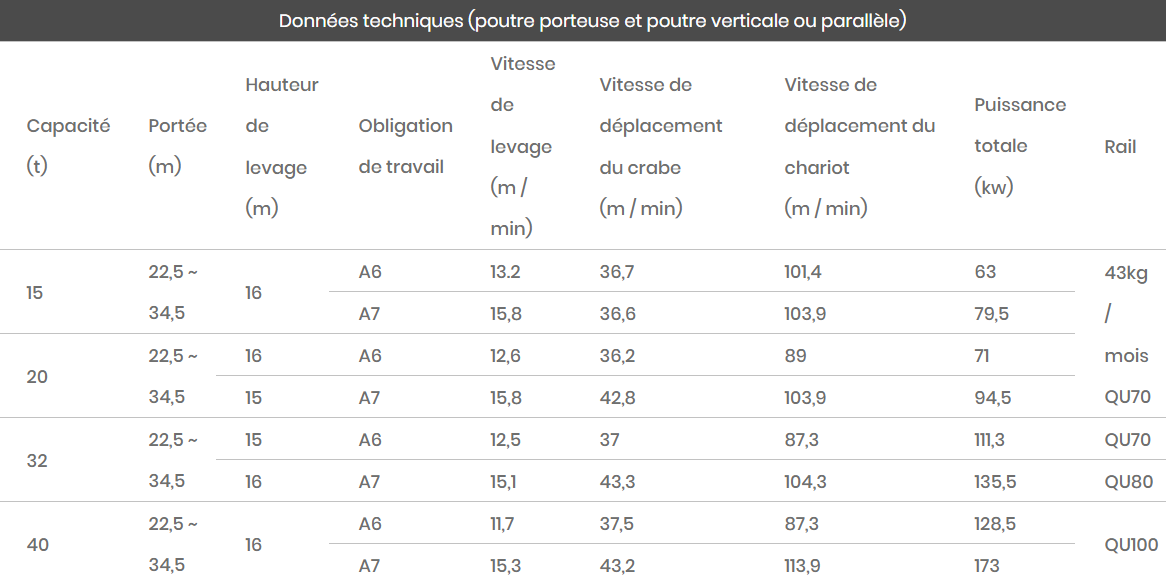 Données techniques (poutre porteuse et poutre verticale ou parallèle)
Capacité
(t)
Portée
(m)
Hauteur
de
levage
(m)
Obligation
de travail
Vitesse
de
levage
(m /
min)
Vitesse de
déplacement
du crabe
(m / min)
Vitesse de
déplacement du
chariot
(m / min)
Puissance
totale
(kw)
Rail
15
22,5 ~
34,5
16
A6 13.2 36,7 101,4 63
A7 15,8 36,6 103,9 79,5
43kg
/
mois
QU70
20
22,5 ~
34,5
16 A6 12,6 36,2 89 71
15 A7 15,8 42,8 103,9 94,5
32
22,5 ~
34,5
15 A6 12,5 37 87,3 111,3 QU70
16 A7 15,1 43,3 104,3 135,5 QU80
40
22,5 ~
34,5
16
A6 11,7 37,5 87,3 128,5
A7 15,3 43,2 113,9 173
QU100